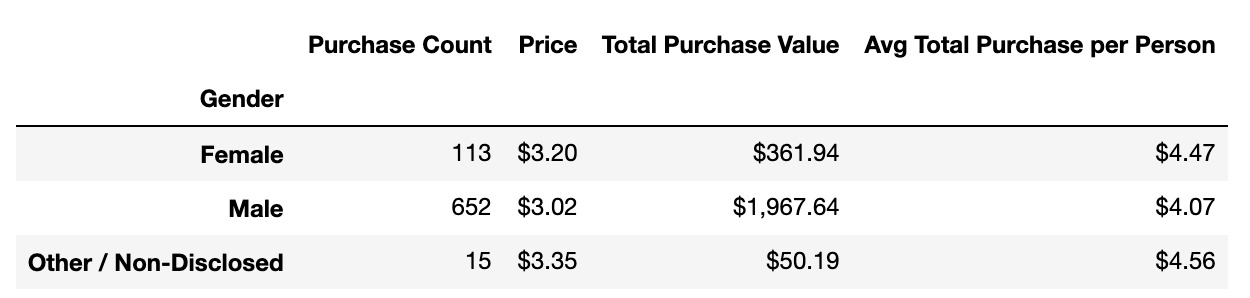 Purchase Count Price Total Purchase Value Avg Total Purchase per Person
Gender
Female 113 $3.20 $361.94 $4.47
Male 652 $3.02 $1,967.64 $4.07
Other / Non-Disclosed 15 $3.35 $50.19 $4.56